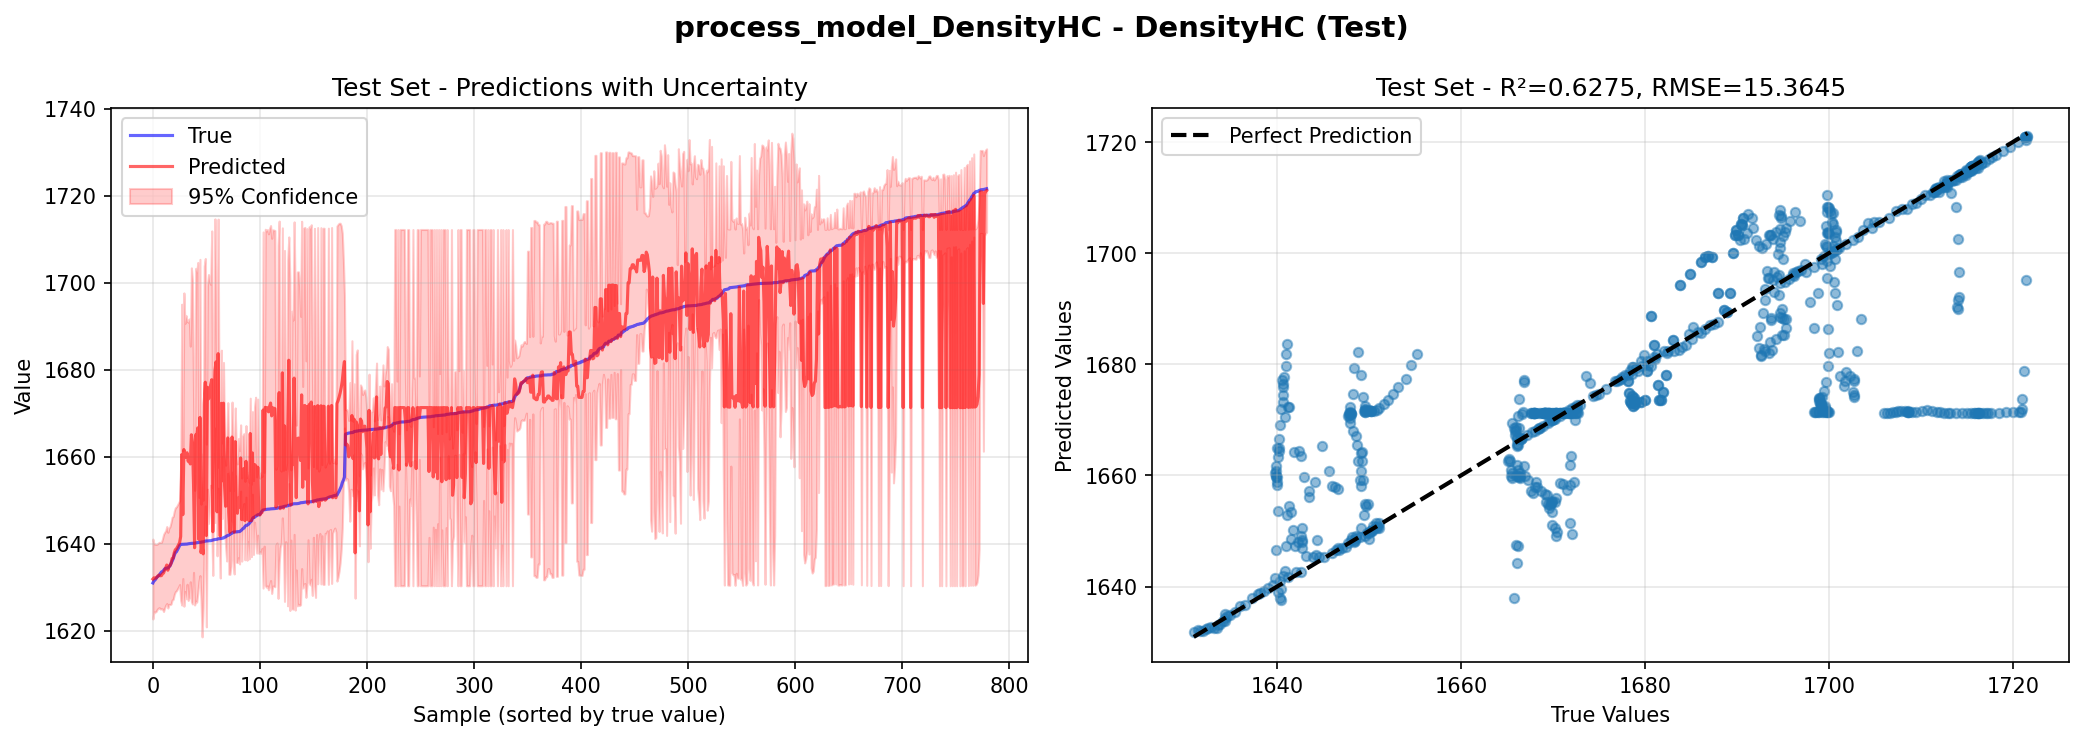 process_model_DensityHC - DensityHC (Test)
Test Set - Predictions with Uncertainty
True
Predicted
95% Confidence
1740
1720
1700
1680
1660
1640
1620
Value
0 100 200 300 400 500 600 700 800
Sample (sorted by true value)
Test Set - R²=0.6275, RMSE=15.3645
Perfect Prediction
1720
1700
1680
1660
1640
Predicted Values
1640 1660 1680 1700 1720
True Values